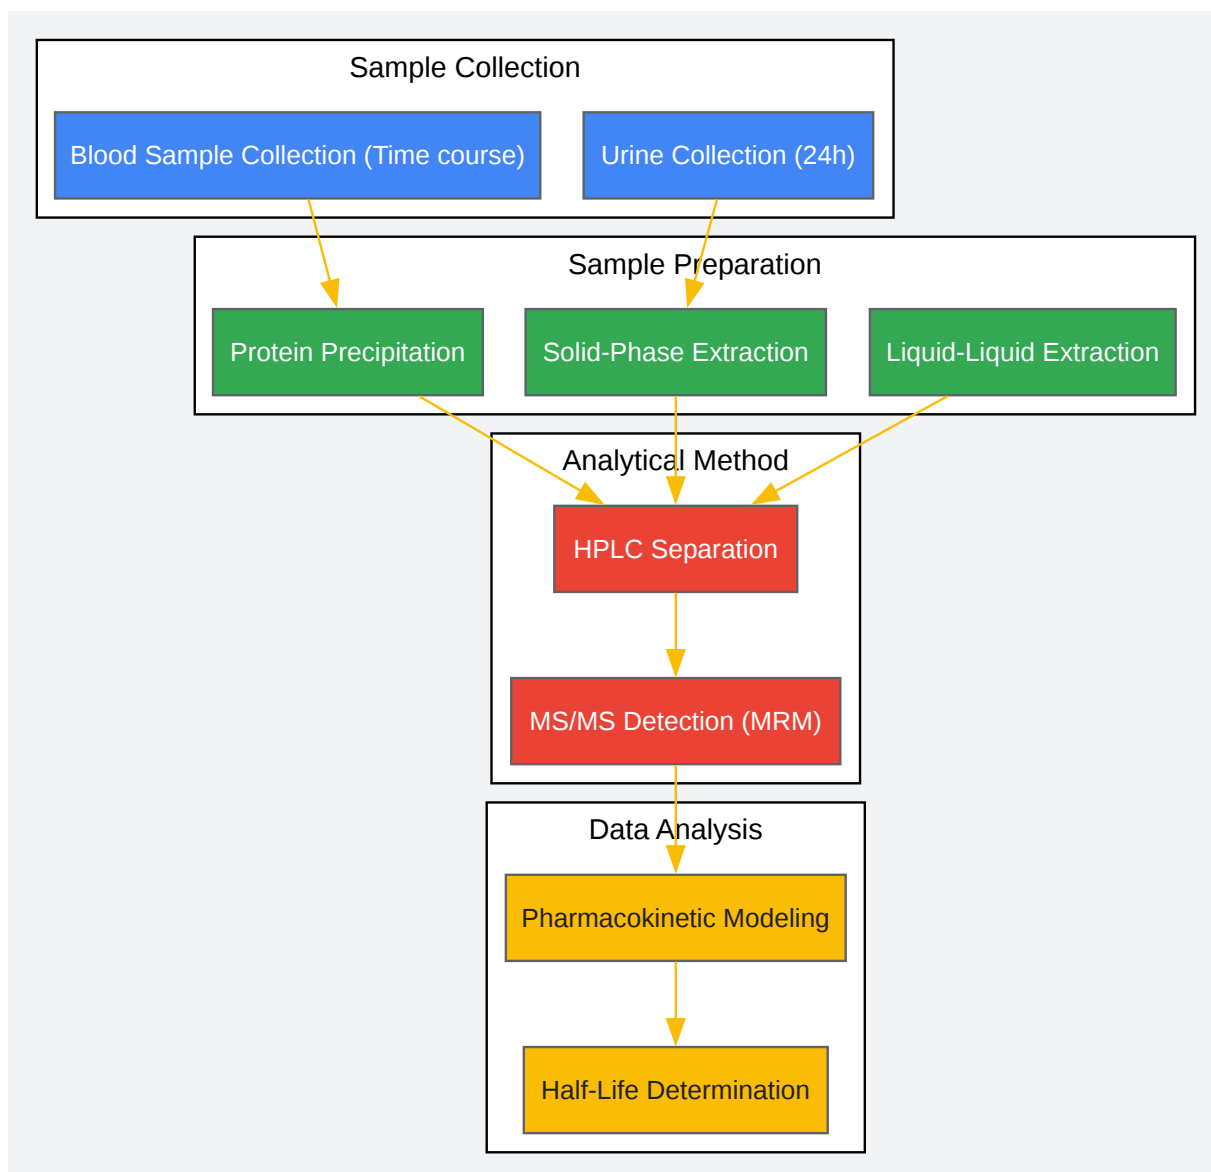 Sample Collection
Blood Sample Collection (Time course)
Urine Collection (24h)
Sample Preparation
Protein Precipitation
Solid-Phase Extraction
Liquid-Liquid Extraction
Analytical Method
HPLC Separation
MS/MS Detection (MRM)
Data Analysis
Pharmacokinetic Modeling
Half-Life Determination